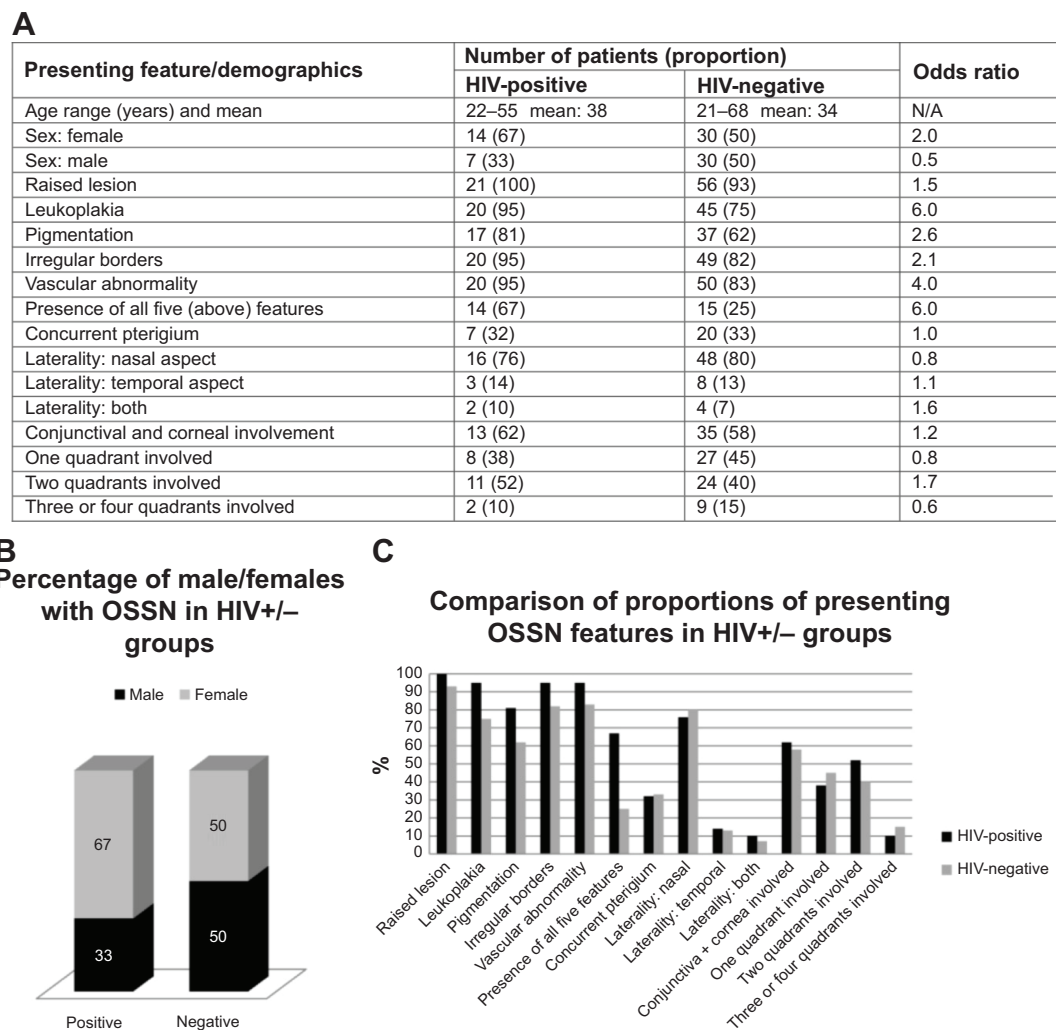 A
Presenting feature/demographics Number of patients (proportion) Odds ratio
HIV-positive HIV-negative
Age range (years) and mean 22–55 mean: 38 21–68 mean: 34 N/A
Sex: female 14 (67) 30 (50) 2.0
Sex: male 7 (33) 30 (50) 0.5
Raised lesion 21 (100) 56 (93) 1.5
Leukoplakia 20 (95) 45 (75) 6.0
Pigmentation 17 (81) 37 (62) 2.6
Irregular borders 20 (95) 49 (82) 2.1
Vascular abnormality 20 (95) 50 (83) 4.0
Presence of all five (above) features 14 (67) 15 (25) 6.0
Concurrent pterigium 7 (32) 20 (33) 1.0
Laterality: nasal aspect 16 (76) 48 (80) 0.8
Laterality: temporal aspect 3 (14) 8 (13) 1.1
Laterality: both 2 (10) 4 (7) 1.6
Conjunctival and corneal involvement 13 (62) 35 (58) 1.2
One quadrant involved 8 (38) 27 (45) 0.8
Two quadrants involved 11 (52) 24 (40) 1.7
Three or four quadrants involved 2 (10) 9 (15) 0.6
B
Percentage of male/females
with OSSN in HIV+/–
groups
Male Female
67
50
33
50
Positive Negative
C
Comparison of proportions of presenting
OSSN features in HIV+/– groups
%
100
90
80
70
60
50
40
30
20
10
0
Raised lesion
Leukoplakia
Pigmentation
Irregular borders
Vascular abnormality
Presence of all five features
Concurrent pterigium
Laterality: nasal
Laterality: temporal
Laterality: both
Conjunctiva + cornea involved
One quadrant involved
Two quadrants involved
Three or four quadrants involved
HIV-positive
HIV-negative